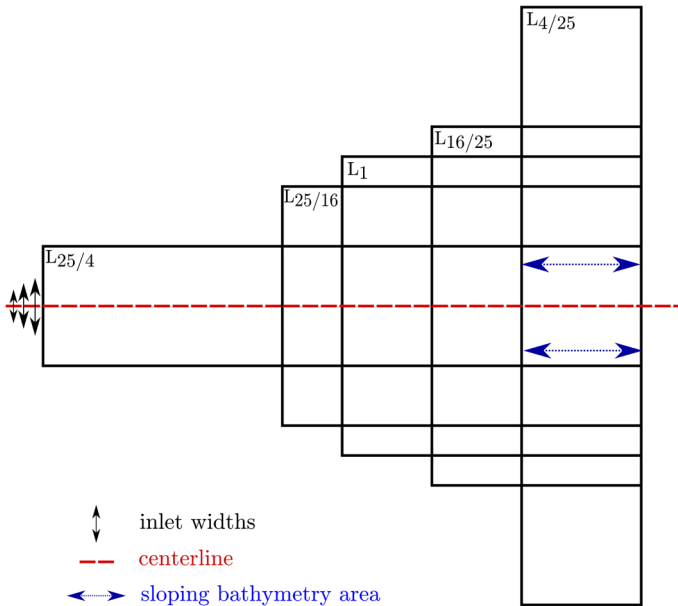 L4/25
L16/25
L1
L25/16
L25/4
inlet widths
centerline
sloping bathymetry area